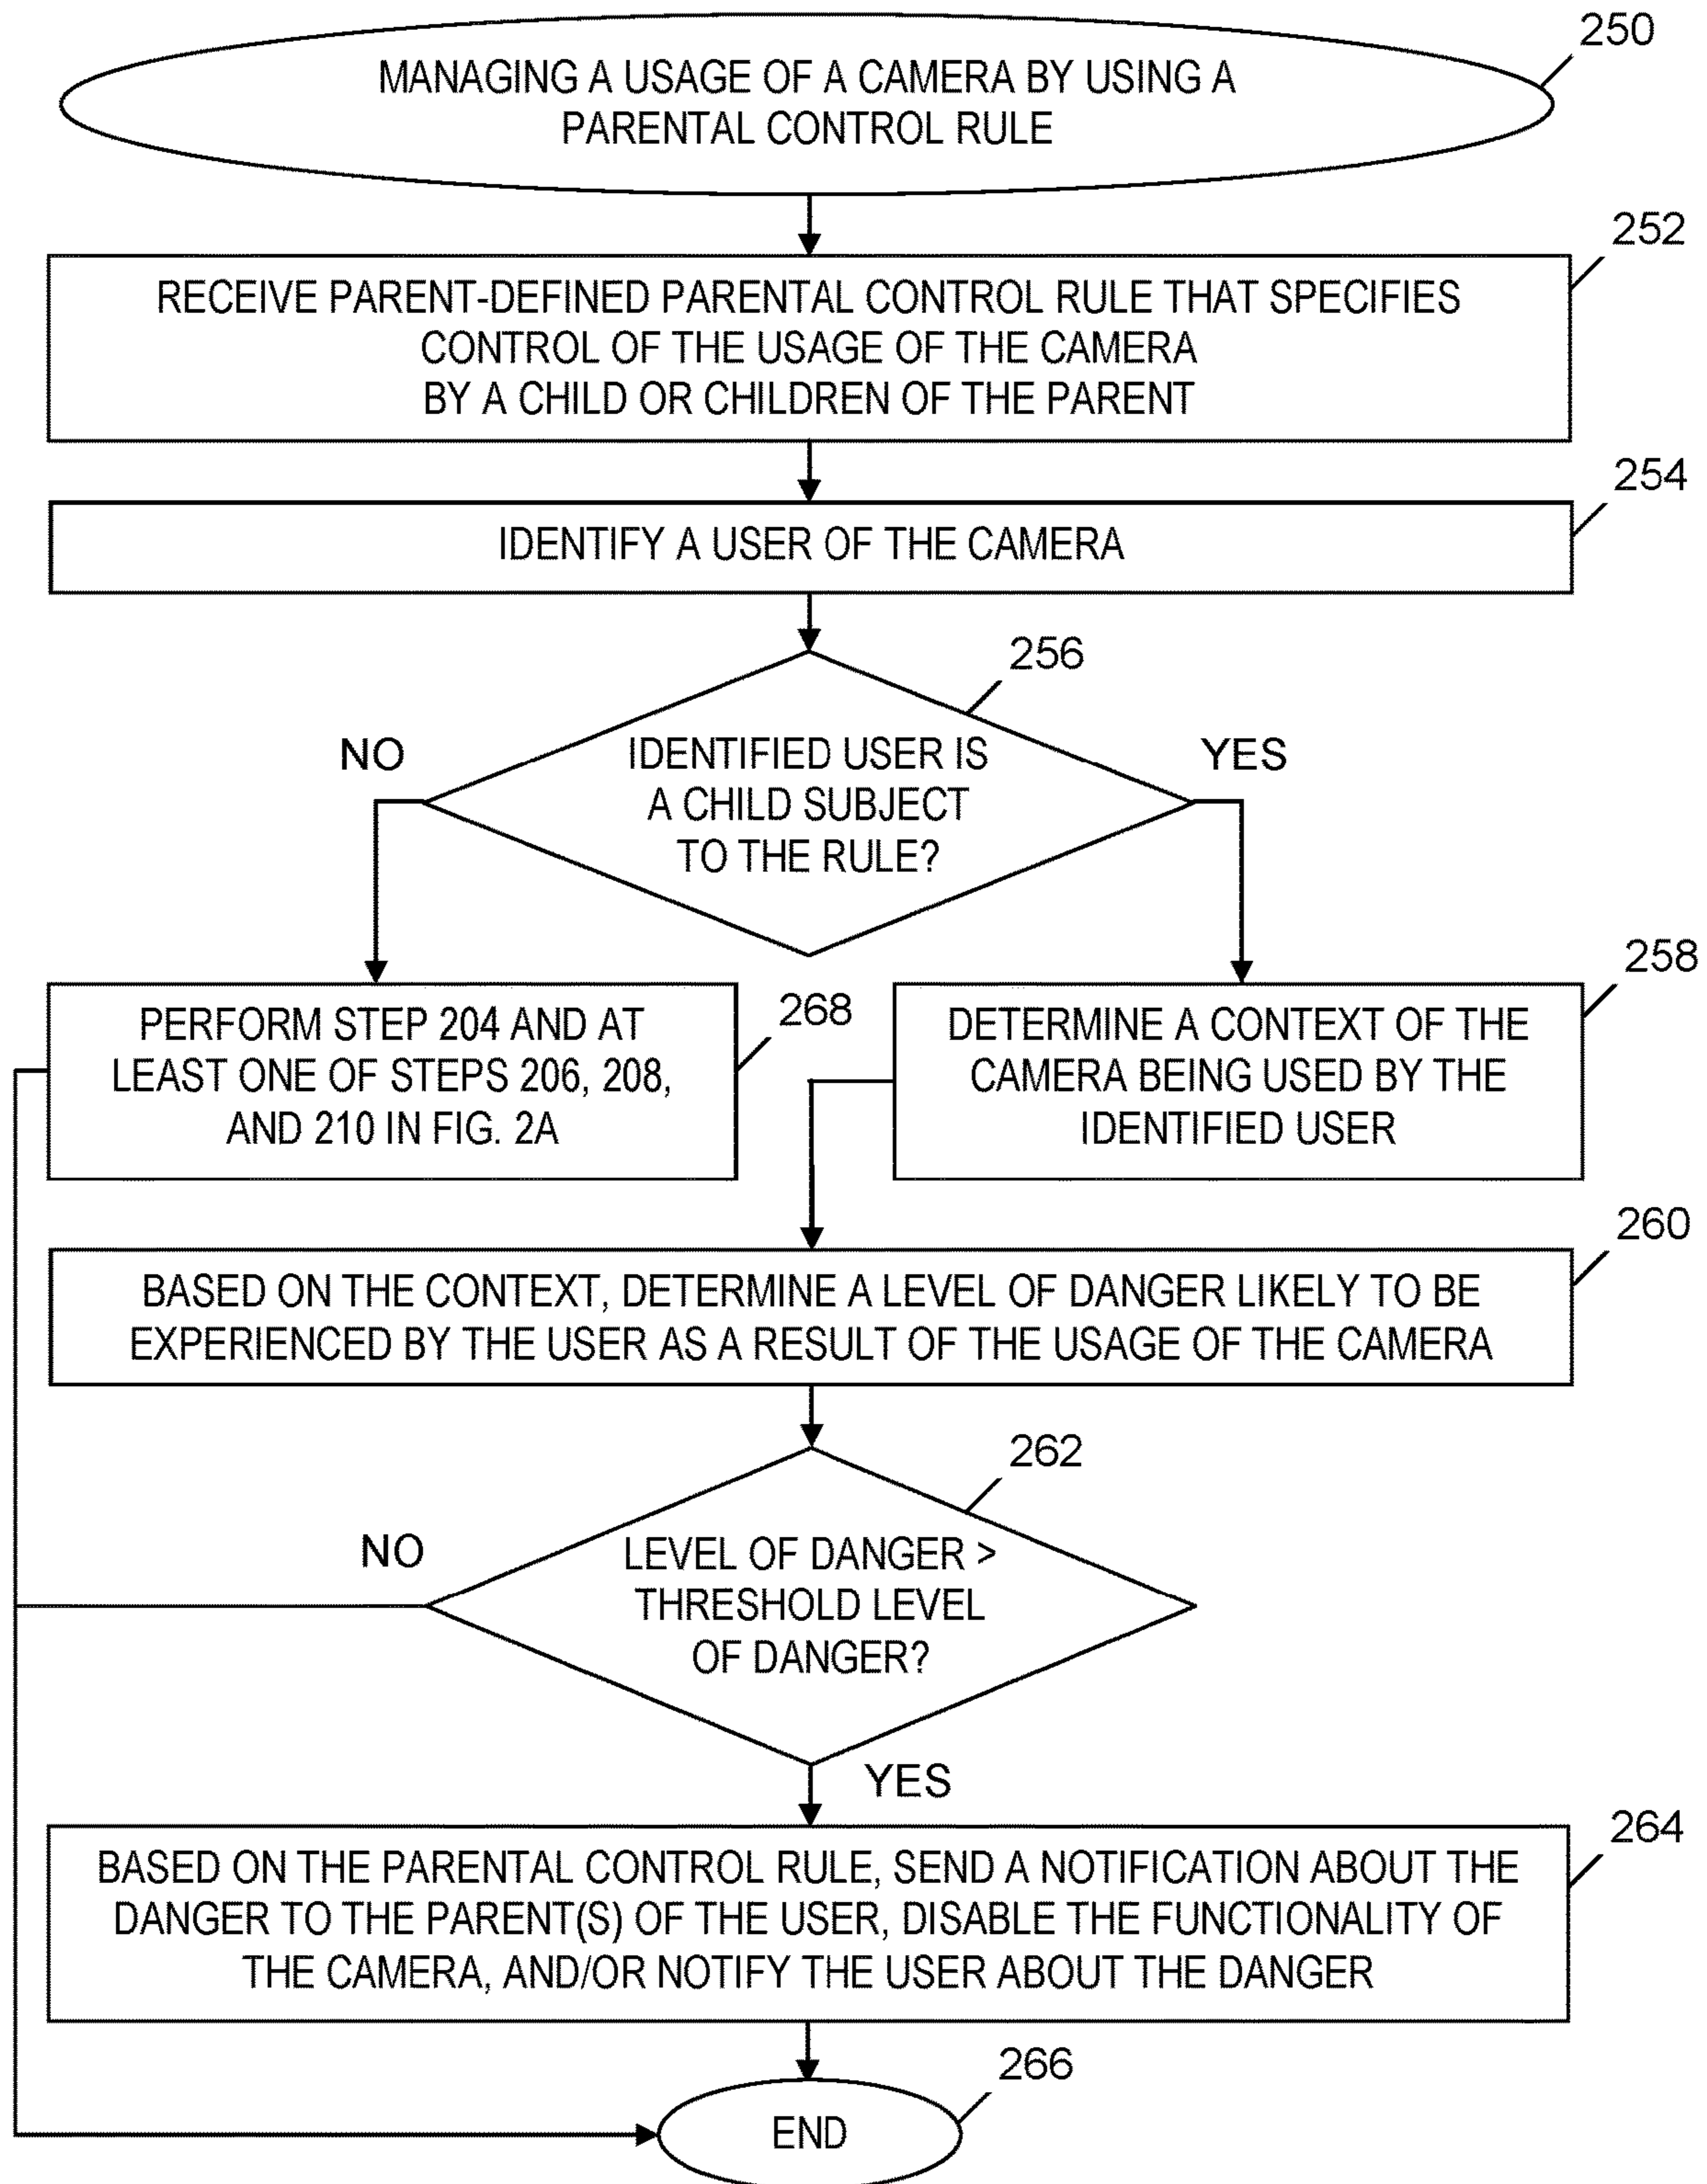 250
MANAGING A USAGE OF A CAMERA BY USING A
PARENTAL CONTROL RULE
252
RECEIVE PARENT-DEFINED PARENTAL CONTROL RULE THAT SPECIFIES
CONTROL OF THE USAGE OF THE CAMERA
BY A CHILD OR CHILDREN OF THE PARENT
254
IDENTIFY A USER OF THE CAMERA
256
NO
IDENTIFIED USER IS
A CHILD SUBJECT
TO THE RULE?
YES
268
PERFORM STEP 204 AND AT
LEAST ONE OF STEPS 206, 208,
AND 210 IN FIG. 2A
258
DETERMINE A CONTEXT OF THE
CAMERA BEING USED BY THE
IDENTIFIED USER
260
BASED ON THE CONTEXT, DETERMINE A LEVEL OF DANGER LIKELY TO BE
EXPERIENCED BY THE USER AS A RESULT OF THE USAGE OF THE CAMERA
262
NO
LEVEL OF DANGER >
THRESHOLD LEVEL
OF DANGER?
YES
264
BASED ON THE PARENTAL CONTROL RULE, SEND A NOTIFICATION ABOUT THE
DANGER TO THE PARENT(S) OF THE USER, DISABLE THE FUNCTIONALITY OF
THE CAMERA, AND/OR NOTIFY THE USER ABOUT THE DANGER
266
END